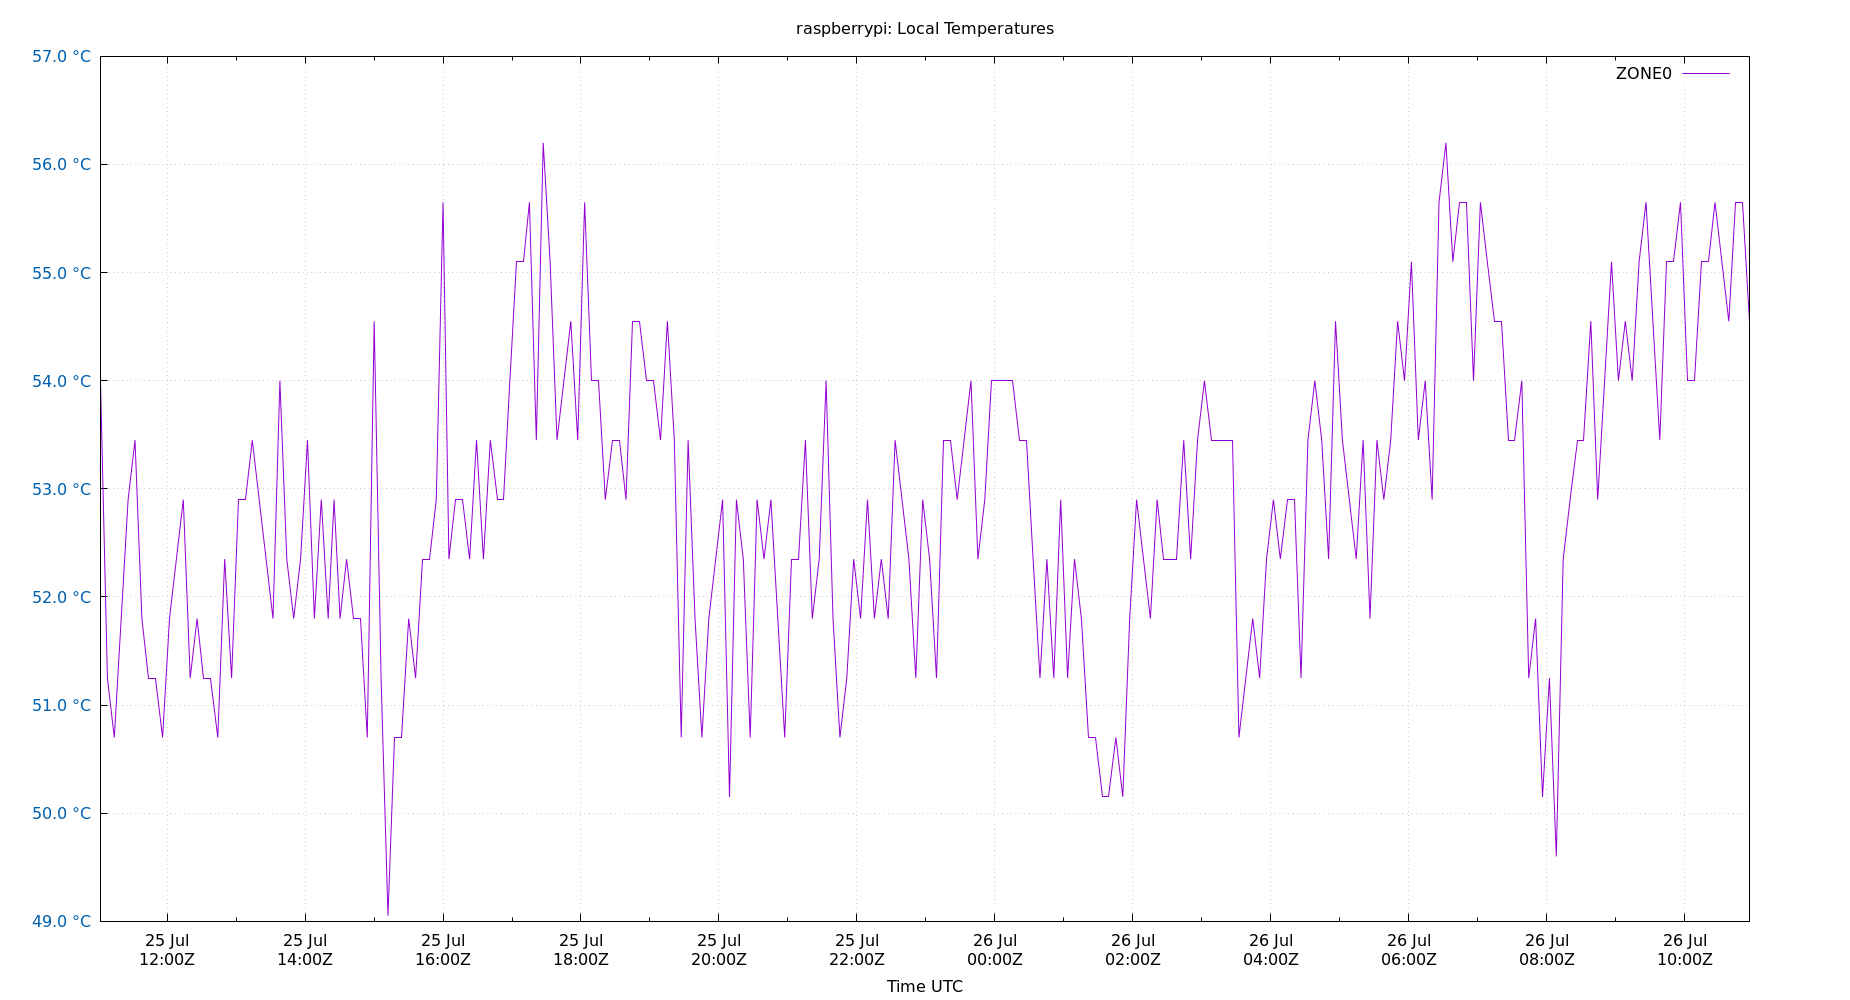 raspberrypi: Local Temperatures
57.0 °C
ZONE0
56.0 °C
55.0 °C
54.0 °C
53.0 °C
52.0 °C
51.0 °C
50.0 °C
49.0 °C
25 Jul 25 Jul 25 Jul 25 Jul 25 Jul 25 Jul 26 Jul 26 Jul 26 Jul 26 Jul 26 Jul 26 Jul
12:00Z 14:00Z 16:00Z 18:00Z 20:00Z 22:00Z 00:00Z 02:00Z 04:00Z 06:00Z 08:00Z 10:00Z
Time UTC